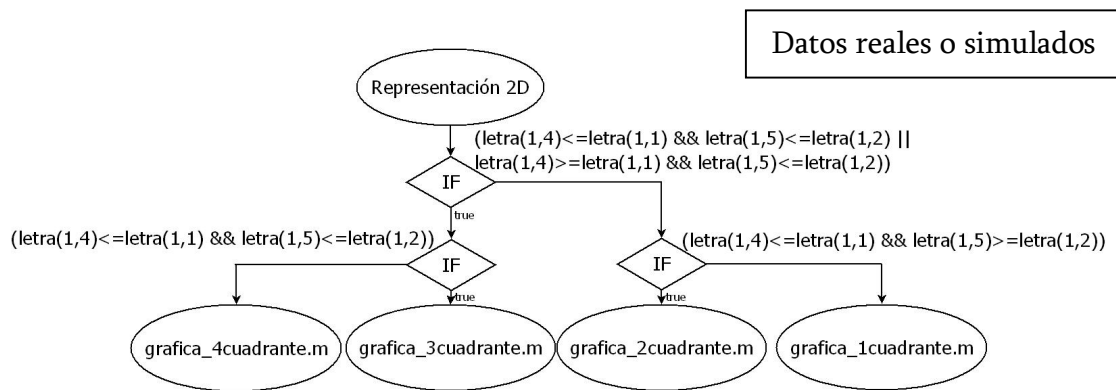 Datos reales o simulados
Representación 2D
(letra(1,4)<=letra(1,1) && letra(1,5)<=letra(1,2) ||
letra(1,4)>=letra(1,1) && letra(1,5)<=letra(1,2))
IF
true
(letra(1,4)<=letra(1,1) && letra(1,5)<=letra(1,2))
(letra(1,4)<=letra(1,1) && letra(1,5)>=letra(1,2))
IF
IF
true
true
grafica_4cuadrante.m
grafica_3cuadrante.m
grafica_2cuadrante.m
grafica_1cuadrante.m